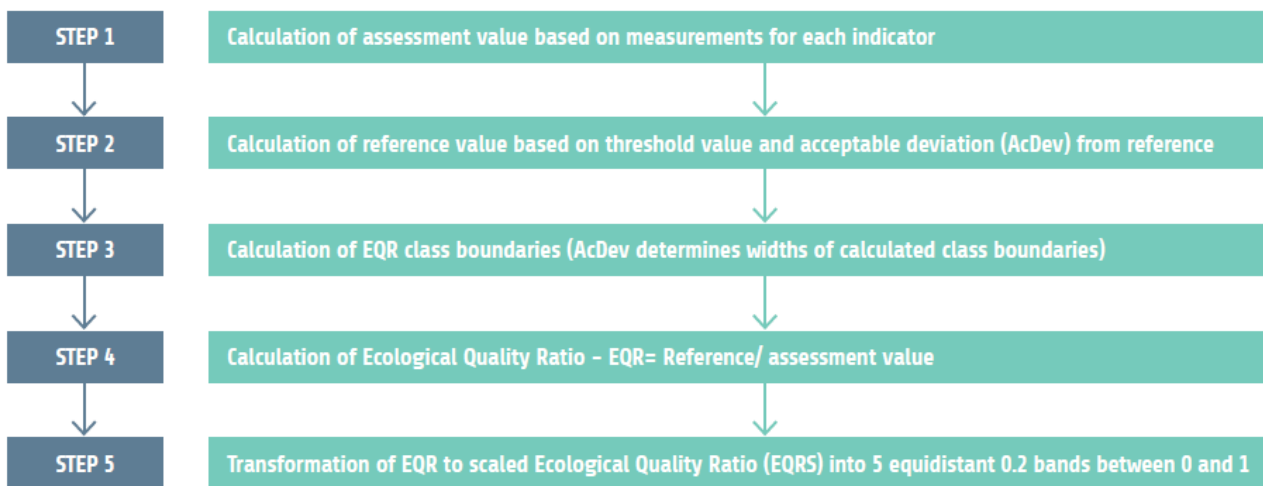 STEP 1
Calculation of assessment value based on measurements for each indicator
STEP 2
Calculation of reference value based on threshold value and acceptable deviation (AcDev) from reference
STEP 3
Calculation of EQR class boundaries (AcDev determines widths of calculated class boundaries)
STEP 4
Calculation of Ecological Quality Ratio – EQR= Reference/ assessment value
STEP 5
Transformation of EQR to scaled Ecological Quality Ratio (EQRS) into 5 equidistant 0.2 bands between 0 and 1